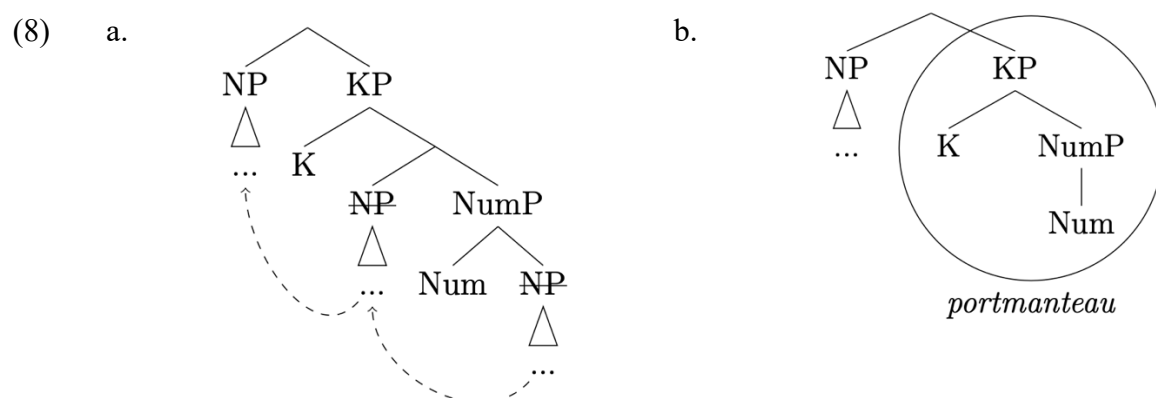 (8) a. b.
NP KP NP KP
... K ... K NumP
NP NumP Num
... Num NP
portmanteau
...